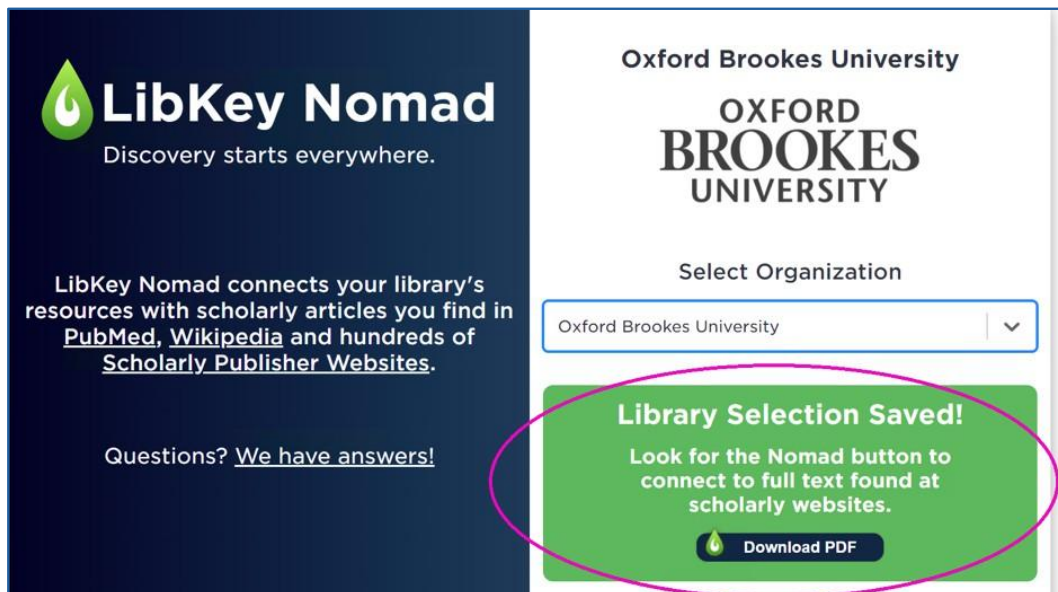 LibKey Nomad
Discovery starts everywhere.
LibKey Nomad connects your library's
resources with scholarly articles you find in
PubMed, Wikipedia and hundreds of
Scholarly Publisher Websites.
Questions? We have answers!
Oxford Brookes University
OXFORD
BROOKES
UNIVERSITY
Select Organization
Oxford Brookes University
Library Selection Saved!
Look for the Nomad button to
connect to full text found at
scholarly websites.
Download PDF